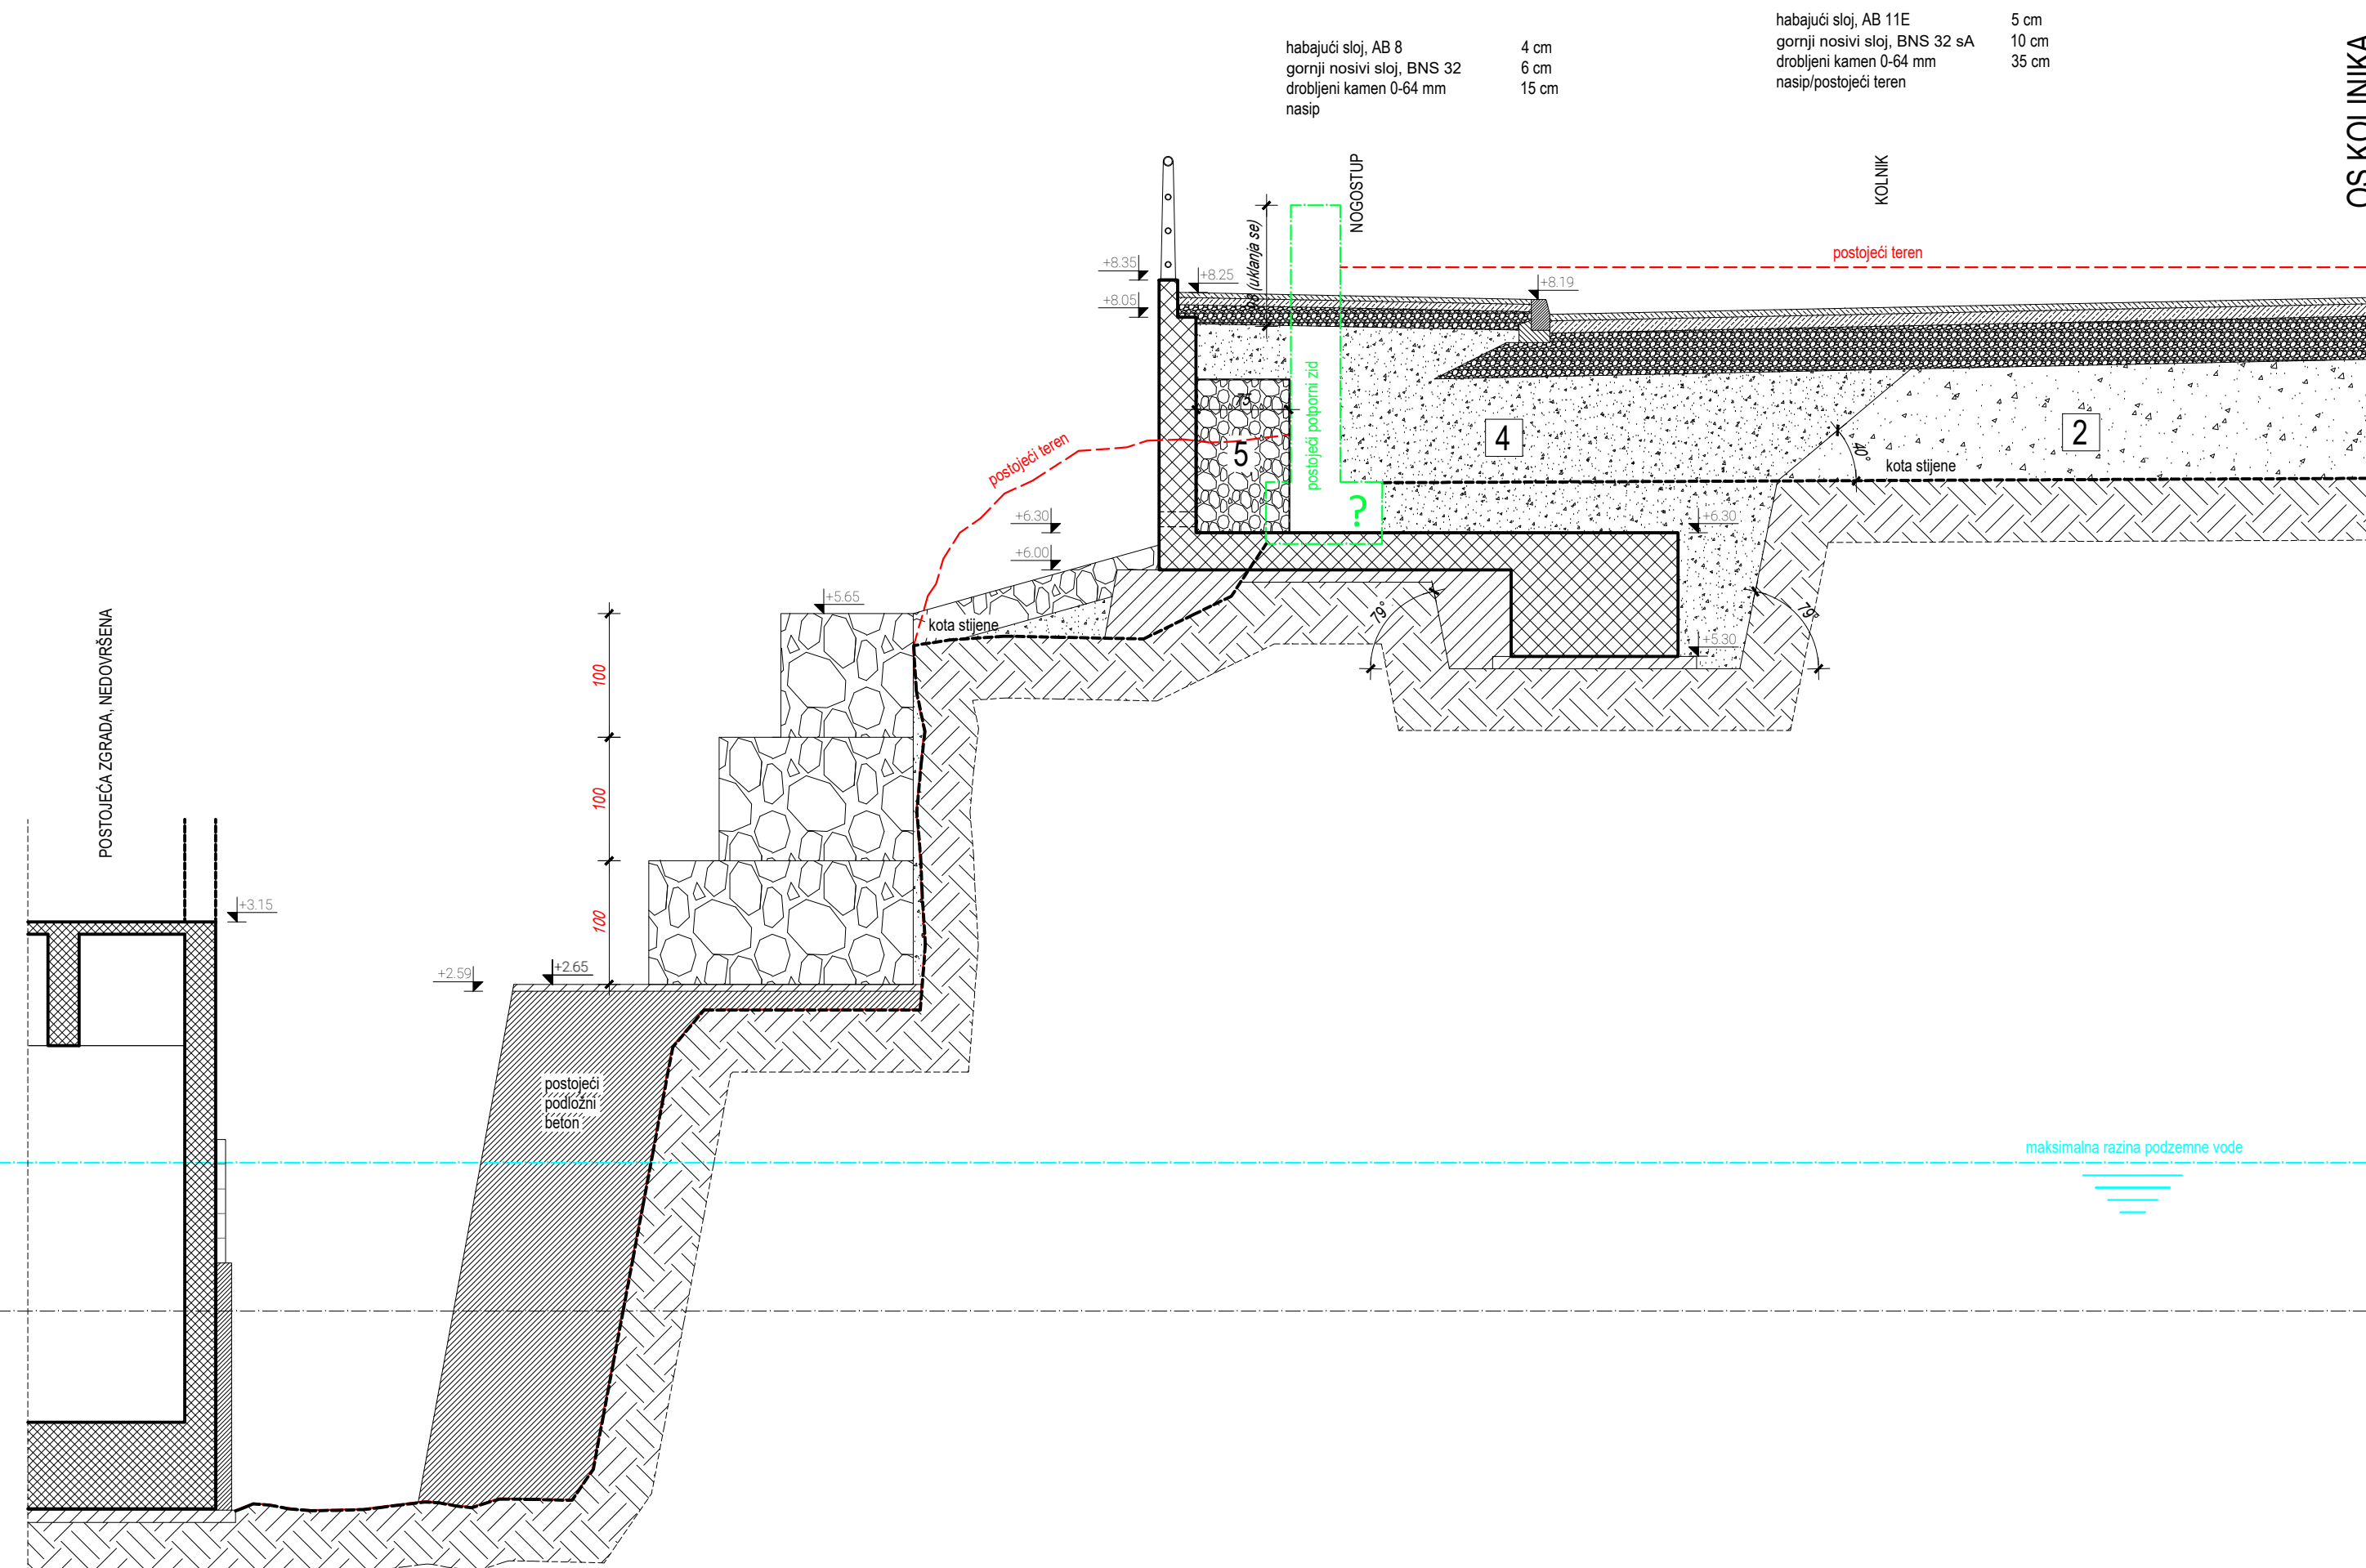 habajući sloj, AB 11E 5 cm
gornji nosivi sloj, BNS 32 sA 10 cm
drobljeni kamen 0-64 mm 35 cm
nasip/postojeći teren
habajući sloj, AB 8 4 cm
gornji nosivi sloj, BNS 32 6 cm
drobljeni kamen 0-64 mm 15 cm
nasip
OS KOLNIKA
NOGOSTUP
KOLNIK
98 (uklanja se)
postojeći teren
+8.35
+8.25
+8.19
+8.05
postojeći potporni zid
75
5
4
2
40°
kota stijene
postojeći teren
?
+6.30
+6.30
+6.00
+5.65
kota stijene
79°
79°
+5.30
POSTOJEĆA ZGRADA, NEDOVRŠENA
100
100
100
+3.15
+2.59
+2.65
postojeći
podložni
beton
maksimalna razina podzemne vode